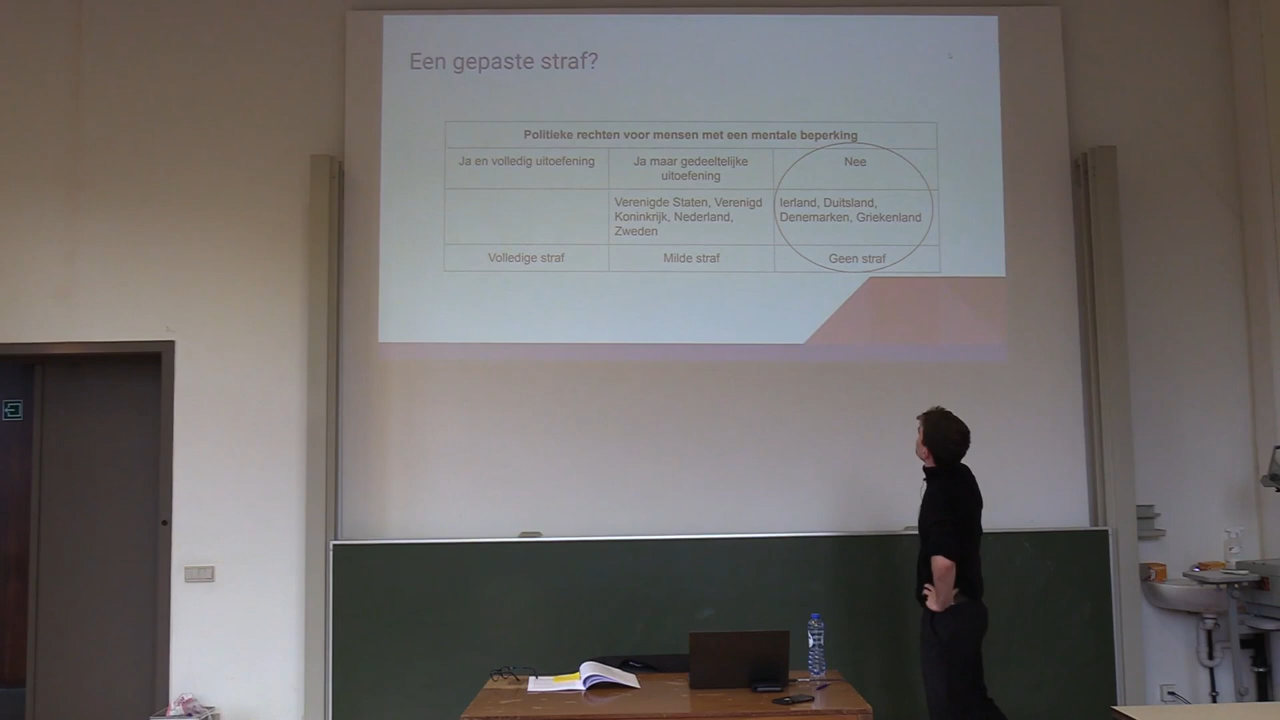 Een gepaste straf?
Politieke rechten voor mensen met een mentale beperking
Ja en volledig uitoefening
Ja maar gedeeltelijke
uitoefening
Nee
Verenigde Staten, Verenigd
Koninkrijk, Nederland,
Zweden
Ierland, Duitsland,
Denemarken, Griekenland
Volledige straf
Milde straf
Geen straf